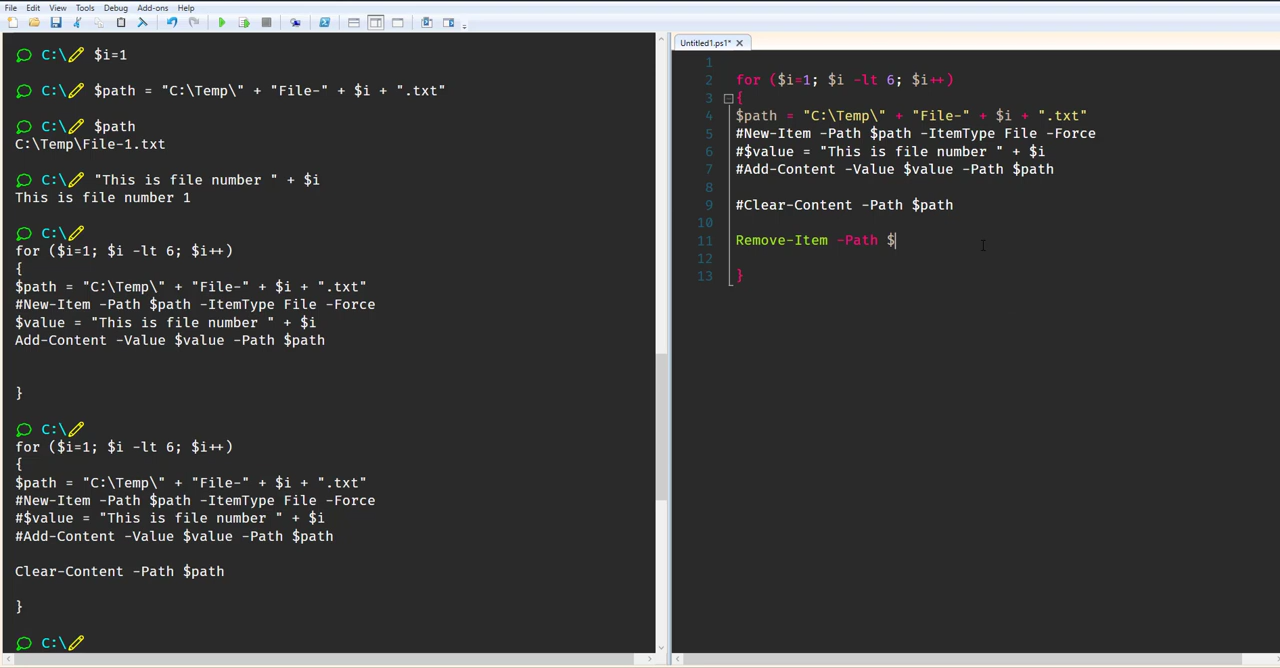 File Edit View Tools Debug Add-ons Help
C:\ $i=1
C:\ $path = "C:\Temp\" + "File-" + $i + ".txt"
C:\ $path
C:\Temp\File-1.txt
C:\ "This is file number " + $i
This is file number 1
C:\
for ($i=1; $i -lt 6; $i++)
{
$path = "C:\Temp\" + "File-" + $i + ".txt"
#New-Item -Path $path -ItemType File -Force
$value = "This is file number " + $i
Add-Content -Value $value -Path $path
}
C:\
for ($i=1; $i -lt 6; $i++)
{
$path = "C:\Temp\" + "File-" + $i + ".txt"
#New-Item -Path $path -ItemType File -Force
#$value = "This is file number " + $i
#Add-Content -Value $value -Path $path
Clear-Content -Path $path
}
C:\
Untitled1.ps1*
1
2 for ($i=1; $i -lt 6; $i++)
3 {
4 $path = "C:\Temp\" + "File-" + $i + ".txt"
5 #New-Item -Path $path -ItemType File -Force
6 #$value = "This is file number " + $i
7 #Add-Content -Value $value -Path $path
8
9 #Clear-Content -Path $path
10
11 Remove-Item -Path $
12
13 }